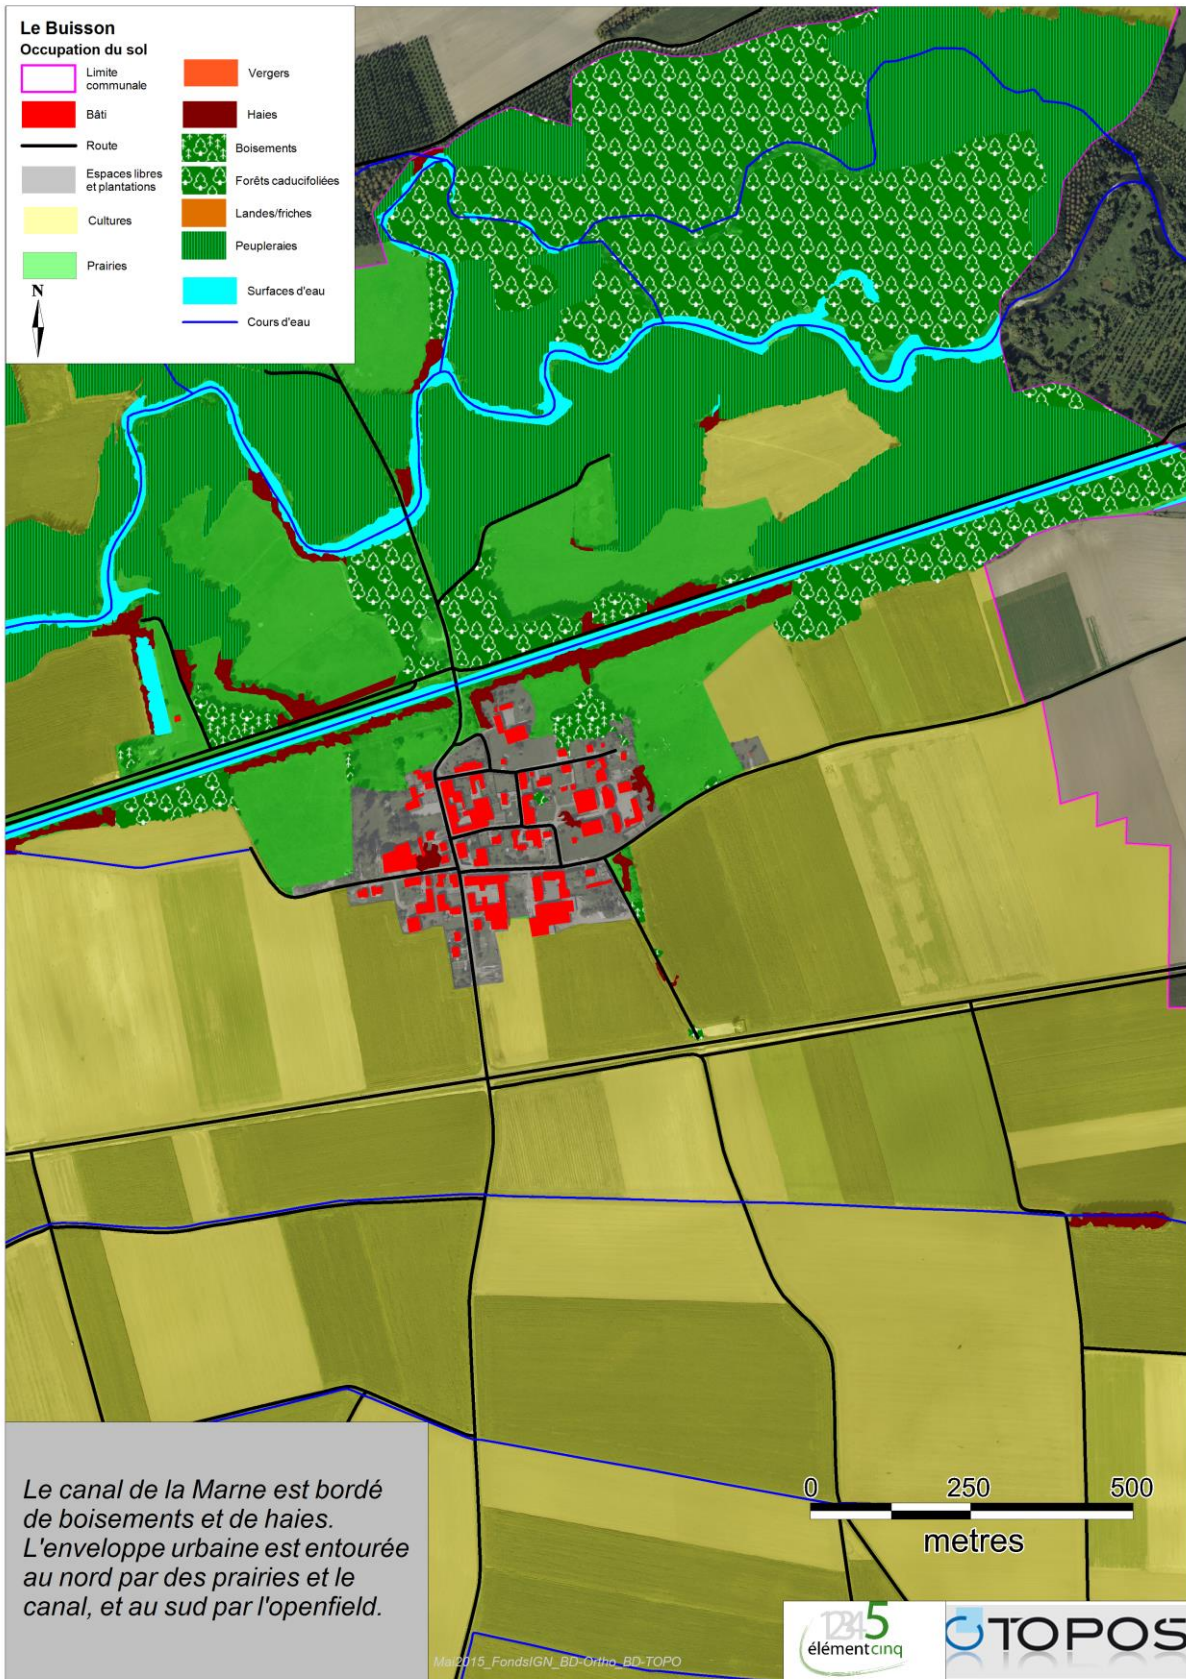 Le Buisson
Occupation du sol
Limite
communale
Bâti
Route
Espaces libres
et plantations
Cultures
Prairies
N
Vergers
Haies
Boisements
Forêts caducifoliées
Landes/friches
Peupleraies
Surfaces d'eau
Cours d'eau
Le canal de la Marne est bordé
de boisements et de haies.
L'enveloppe urbaine est entourée
au nord par des prairies et le
canal, et au sud par l'openfield.
0 250 500
metres
Mai2015_FondsIGN_BD-Ortho_BD-TOPO
12345
élémentcinq
TOPOS